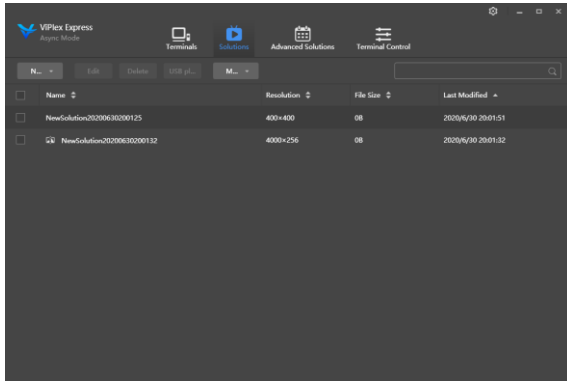 ViPlex Express
Async Mode
Terminals
Solutions
Advanced Solutions
Terminal Control
N...
Edit
Delete
USB pl...
M...
Name
Resolution
File Size
Last Modified
NewSolution20200630200125 400×400 0B 2020/6/30 20:01:51
NewSolution20200630200132 4000×256 0B 2020/6/30 20:01:32